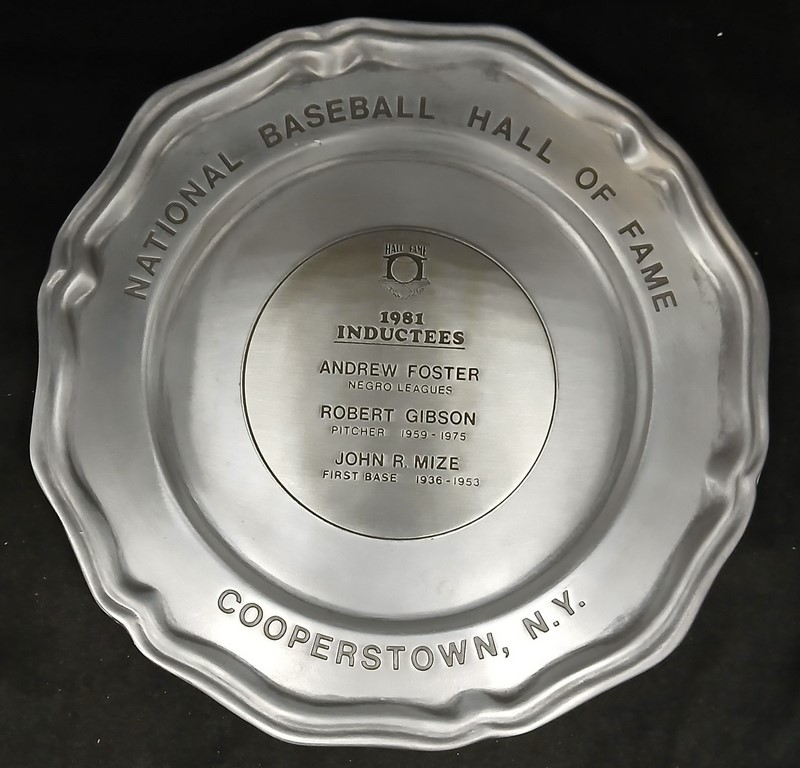 NATIONAL BASEBALL HALL OF FAME
HALL FAME
1981
INDUCTEES
ANDREW FOSTER
NEGRO LEAGUES
ROBERT GIBSON
PITCHER 1959-1975
JOHN R. MIZE
FIRST BASE 1936-1953
COOPERSTOWN, N.Y.